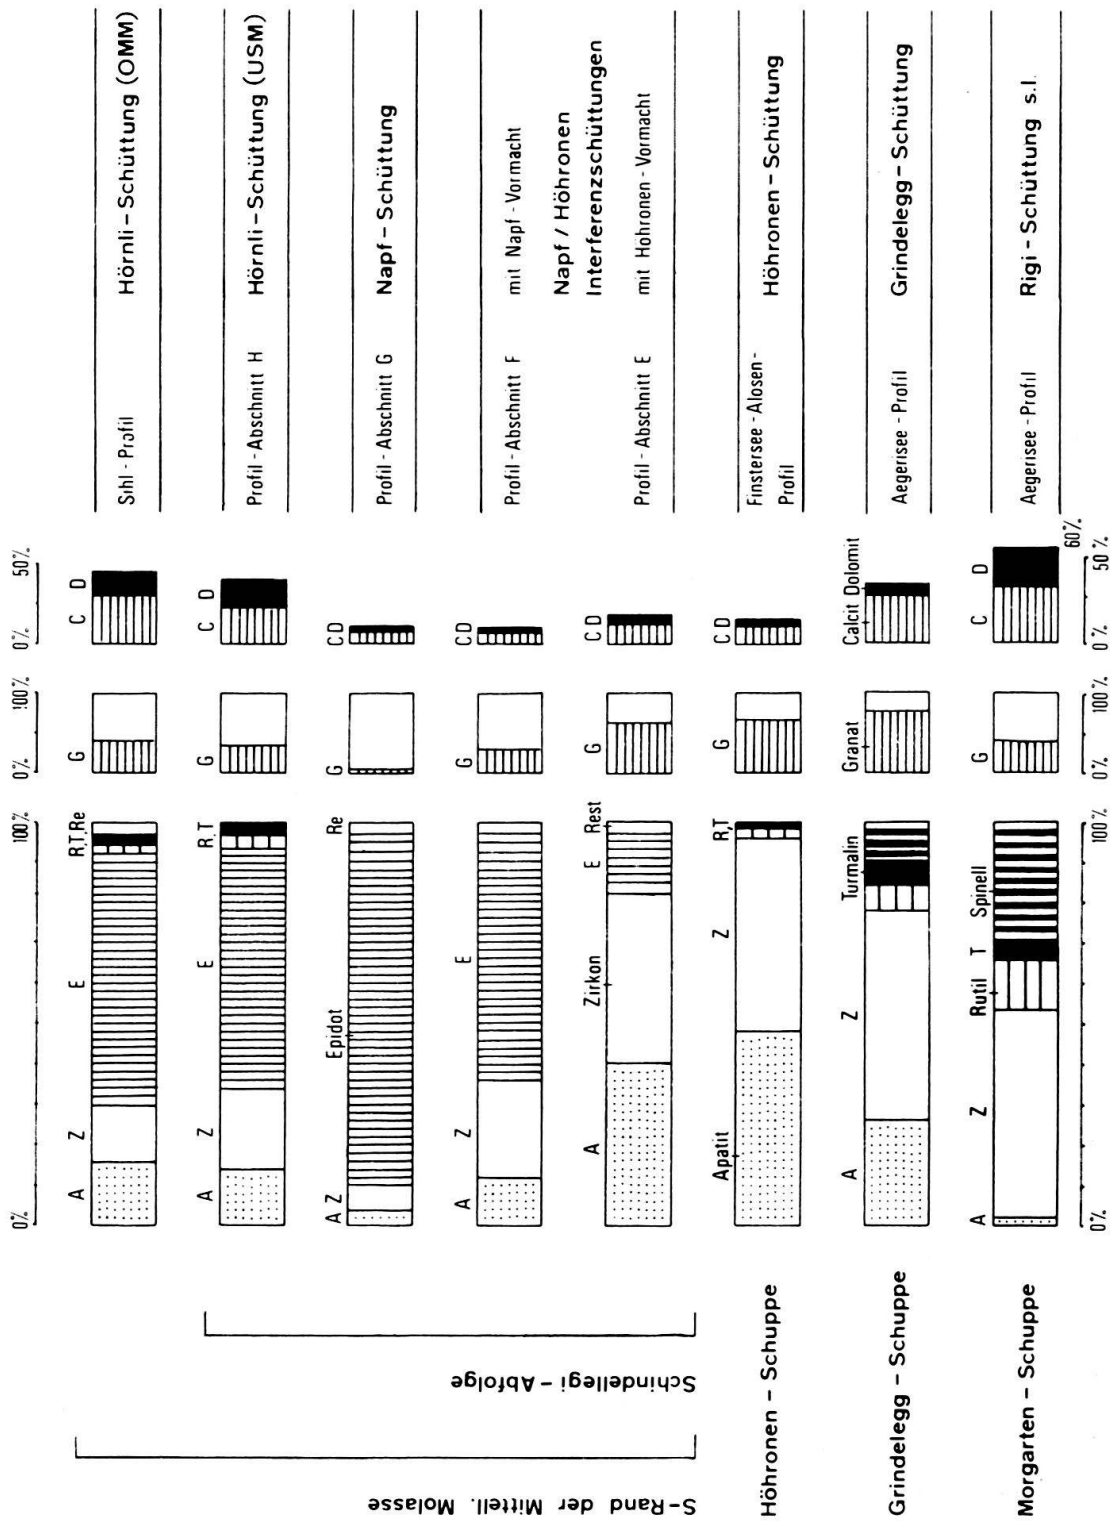 S-Rand der Mittell. Molasse
Schindellegi - Abfolge
0% 100% 0% 100% 0% 50%
A Z E R,T,Re G C D Sihl - Profil Hörnli - Schüttung (OMM)
A Z E R,T G C D Profil - Abschnitt H Hörnli - Schüttung (USM)
A Z Epidot Re G C D Profil - Abschnitt G Napf - Schüttung
A Z E G C D Profil - Abschnitt F mit Napf - Vormacht
Napf / Höhronen
Interferenzschüttungen
A Zirkon E Rest G C D Profil - Abschnitt E mit Höhronen - Vormacht
Höhronen - Schuppe Apatit Z R,T G C D Finstersee - Alosen -
Profil
Höhronen - Schüttung
Grindelegg - Schuppe A Z Turmalin Granat Calcit Dolomit Aegerisee - Profil Grindelegg - Schüttung
Morgarten - Schuppe A Z Rutil T Spinell G C D Aegerisee - Profil Rigi - Schüttung s.l.
60%
0% 100% 0% 100% 0% 50%